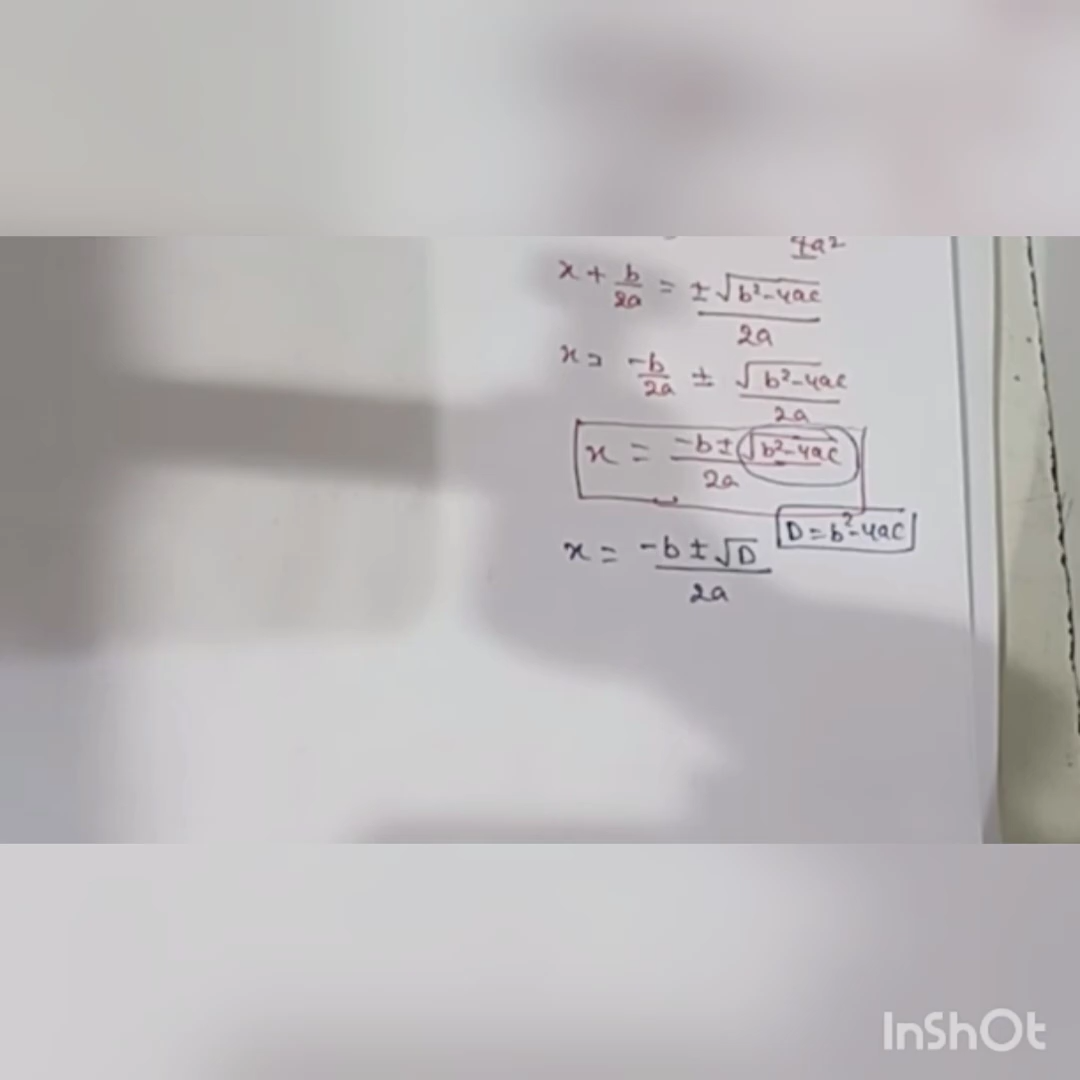 4a²
x + b/2a = ± √b²-4ac / 2a
x = -b/2a ± √b²-4ac / 2a
x = -b ± √b²-4ac / 2a
D = b²-4ac
x = -b ± √D / 2a
InShOt